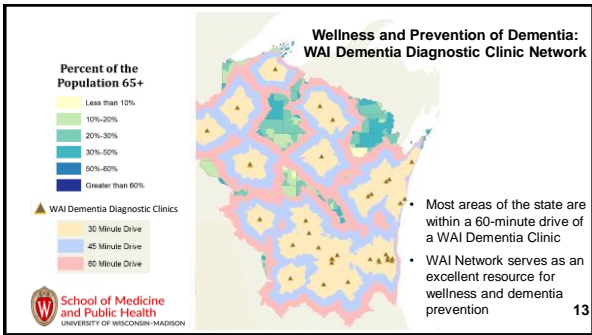 Wellness and Prevention of Dementia:
WAI Dementia Diagnostic Clinic Network
Percent of the
Population 65+
Less than 10%
10%-20%
20%-30%
30%-50%
50%-60%
Greater than 60%
WAI Dementia Diagnostic Clinics
30 Minute Drive
45 Minute Drive
60 Minute Drive
• Most areas of the state are
within a 60-minute drive of
a WAI Dementia Clinic
• WAI Network serves as an
excellent resource for
wellness and dementia
prevention
School of Medicine
and Public Health
UNIVERSITY OF WISCONSIN–MADISON
13